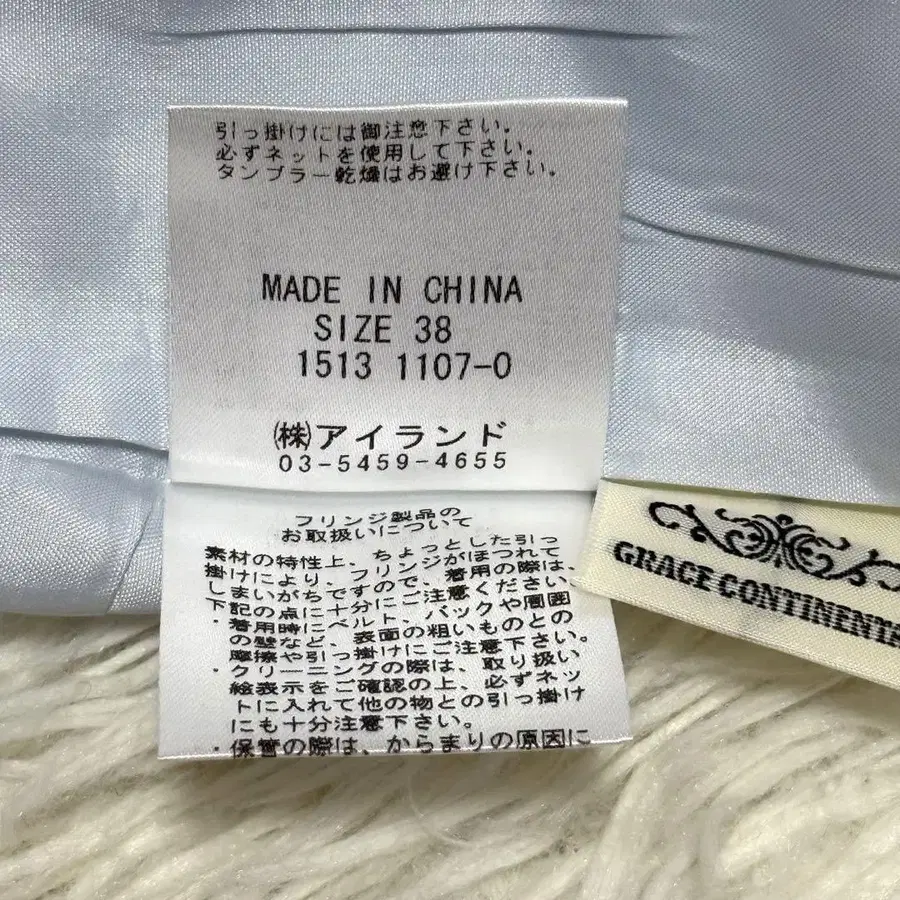 引っ掛けには御注意下さい。
必ずネットを使用して下さい。
タンブラー乾燥はお避け下さい。
MADE IN CHINA
SIZE 38
1513 1107-0
㈱アイランド
03-5459-4655
フリンジ製品の
お取扱いについて
素材の特性上、ちょっとした引っ
掛けにより、フリンジがほつれて
しまいがちですので、着用の際は、
下記の点に十分にご注意ください。
・着用時にベルト、バックや周囲
の壁など、表面の粗いものとの
摩擦や引っ掛けにご注意下さい。
・クリーニングの際は、取り扱い
絵表示をご確認の上、必ずネッ
トに入れて他の物との引っ掛け
にも十分注意下さい。
・保管の際は、からまりの原因に
GRACE CONTINENTA